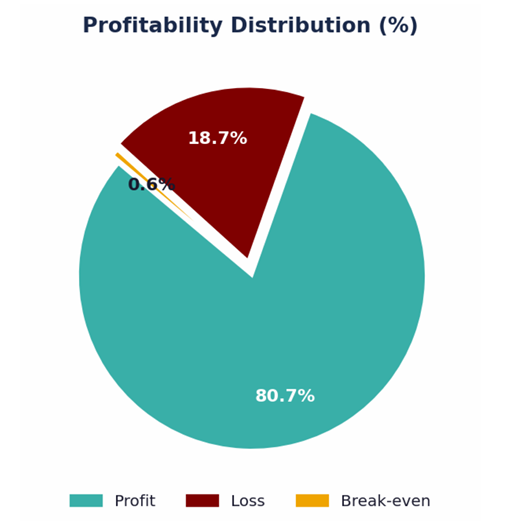 Profitability Distribution (%)
18.7%
0.6%
80.7%
Profit Loss Break-even